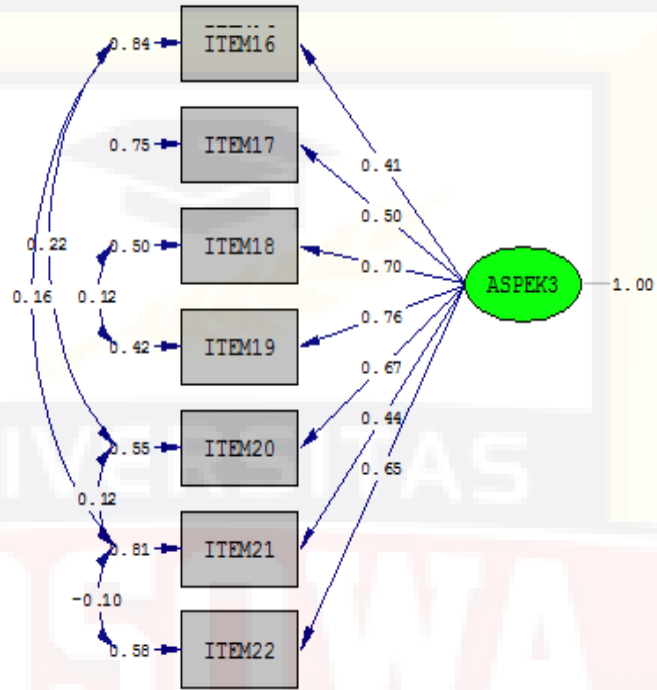 0.84
ITEM16
0.75
ITEM17
0.41
0.50
0.50
ITEM18
0.22
0.70
ASPEK3
1.00
0.16
0.12
0.76
0.42
ITEM19
0.67
0.44
0.55
ITEM20
0.65
UNIVERSITAS
0.12
0.81
ITEM21
-0.10
0.58
ITEM22